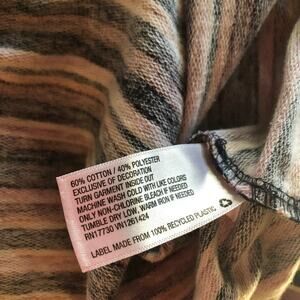 60% COTTON / 40% POLYESTER
EXCLUSIVE OF DECORATION
TURN GARMENT INSIDE OUT
MACHINE WASH COLD WITH LIKE COLORS
ONLY NON-CHLORINE BLEACH IF NEEDED
TUMBLE DRY LOW, WARM IRON IF NEEDED
RN17730 VN1261424
LABEL MADE FROM 100% RECYCLED PLASTIC